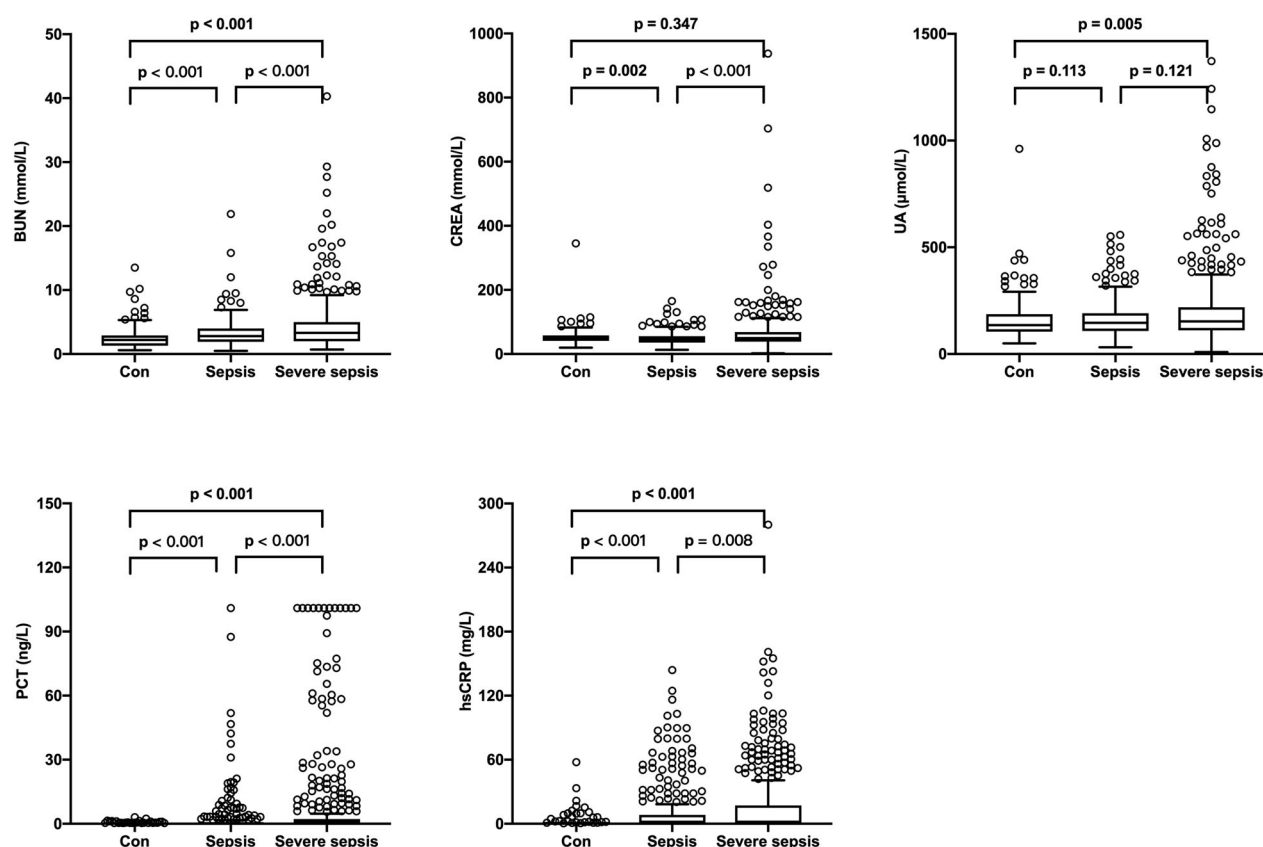 p < 0.001
p < 0.001 p < 0.001
BUN (mmol/L)
50
40
30
20
10
0
Con Sepsis Severe sepsis
p = 0.347
p = 0.002 p < 0.001
CREA (mmol/L)
1000
800
600
400
200
0
Con Sepsis Severe sepsis
p = 0.005
p = 0.113 p = 0.121
UA (μmol/L)
1500
1000
500
0
Con Sepsis Severe sepsis
p < 0.001
p < 0.001 p < 0.001
PCT (ng/L)
150
120
90
60
30
0
Con Sepsis Severe sepsis
p < 0.001
p < 0.001 p = 0.008
hsCRP (mg/L)
300
240
180
120
60
0
Con Sepsis Severe sepsis